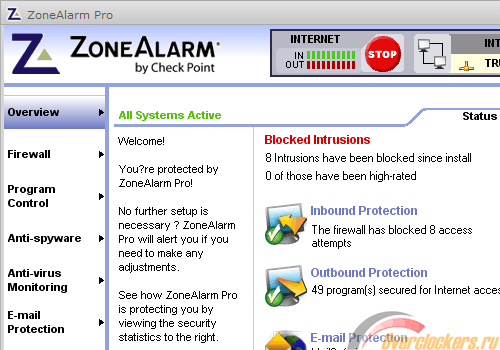 ZoneAlarm Pro
ZONEALARM®
by Check Point
INTERNET
IN
OUT
STOP
INT
TRU
Overview
Firewall
Program
Control
Anti-spyware
Anti-virus
Monitoring
E-mail
Protection
All Systems Active
Status
Welcome!
You?re protected by
ZoneAlarm Pro!
No further setup is
necessary ? ZoneAlarm
Pro will alert you if you
need to make any
adjustments.
See how ZoneAlarm Pro
is protecting you by
viewing the security
statistics to the right.
Blocked Intrusions
8 Intrusions have been blocked since install
0 of those have been high-rated
Inbound Protection
The firewall has blocked 8 access
attempts
Outbound Protection
49 program(s) secured for Internet acces
E-mail Protection
overclockers.ru